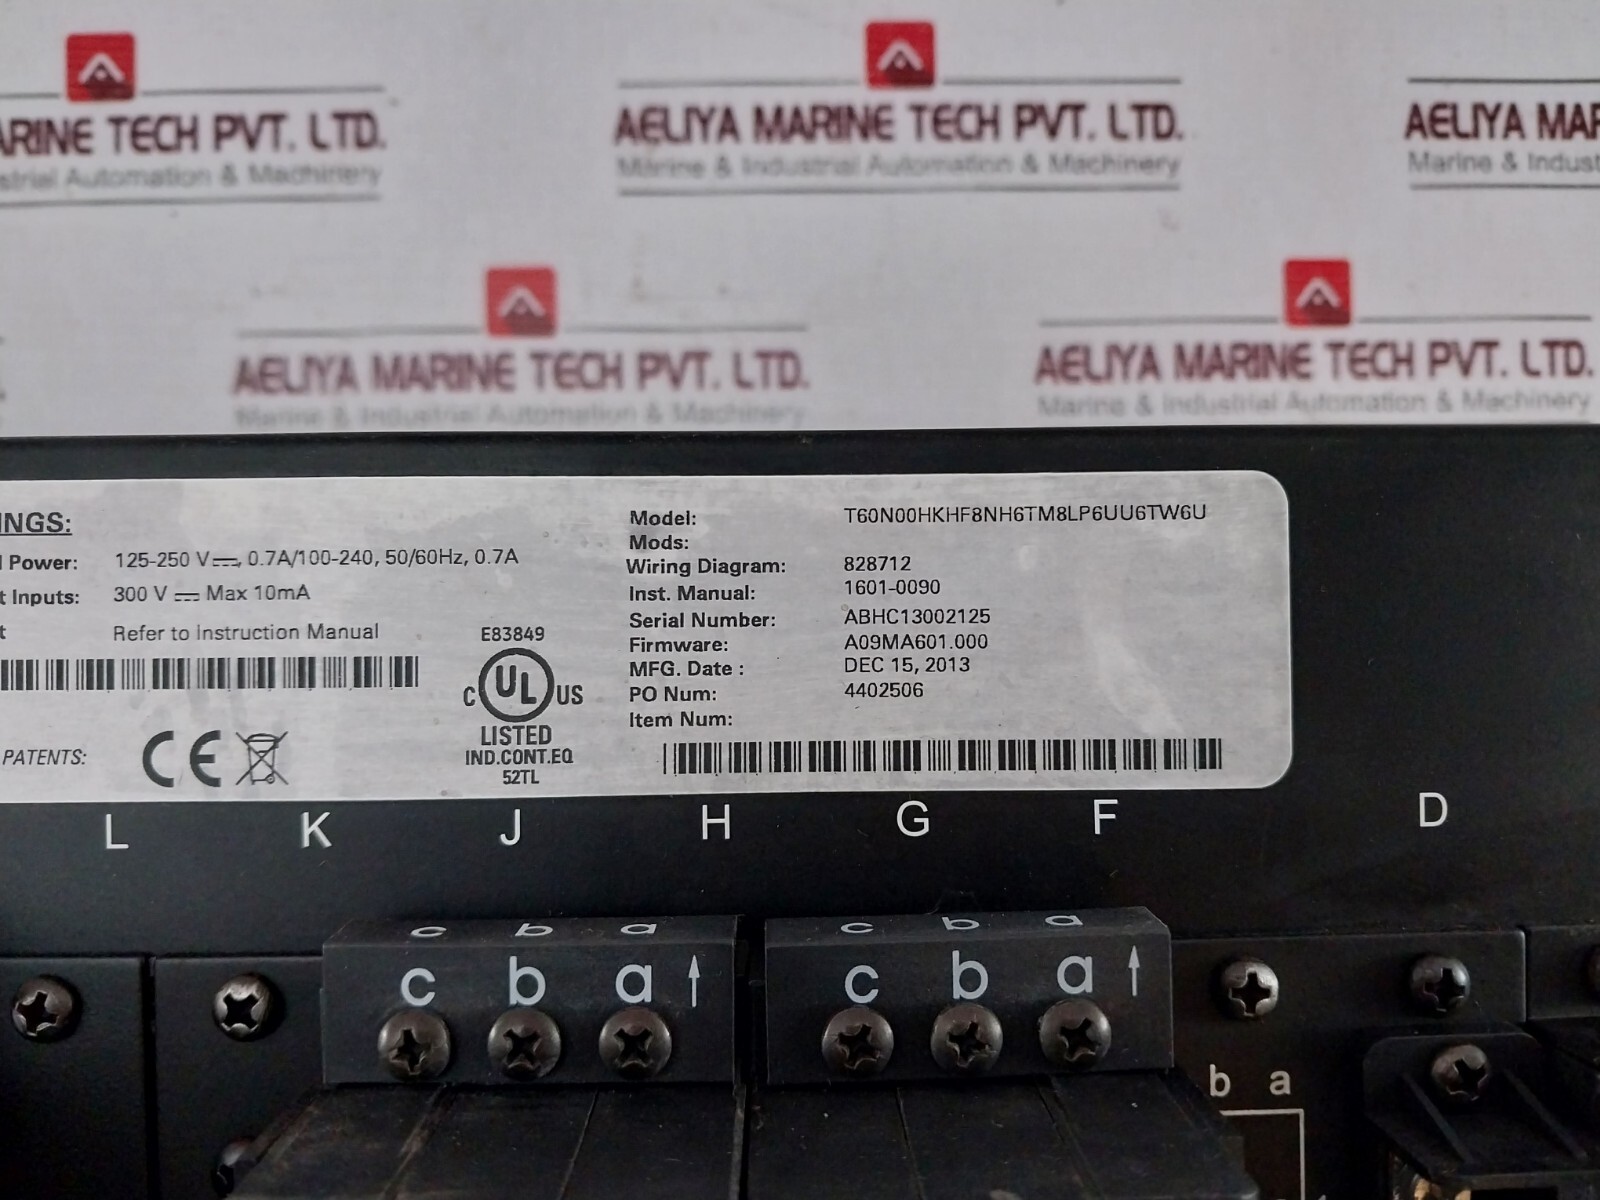 ARINE TECH PVT. LTD.
strial Automation & Machinery
AELIYA MARINE TECH PVT. LTD.
Marine & Industrial Automation & Machinery
AELIYA MAR
Marine & Indust
AELIYA MARINE TECH PVT. LTD.
Marine & Industrial Automation & Machinery
AELIYA MARINE TECH PVT. LTD.
Marine & Industrial Automation & Machinery
NGS:
l Power: 125-250 V⎓, 0.7A/100-240, 50/60Hz, 0.7A
t Inputs: 300 V ⎓ Max 10mA
t Refer to Instruction Manual
PATENTS:
CE
E83849
C UL US
LISTED
IND.CONT.EQ
52TL
Model: T60N00HKHF8NH6TM8LP6UU6TW6U
Mods:
Wiring Diagram: 828712
Inst. Manual: 1601-0090
Serial Number: ABHC13002125
Firmware: A09MA601.000
MFG. Date : DEC 15, 2013
PO Num: 4402506
Item Num:
L K J H G F D
c b a c b a
c b a ↑ c b a ↑
b a